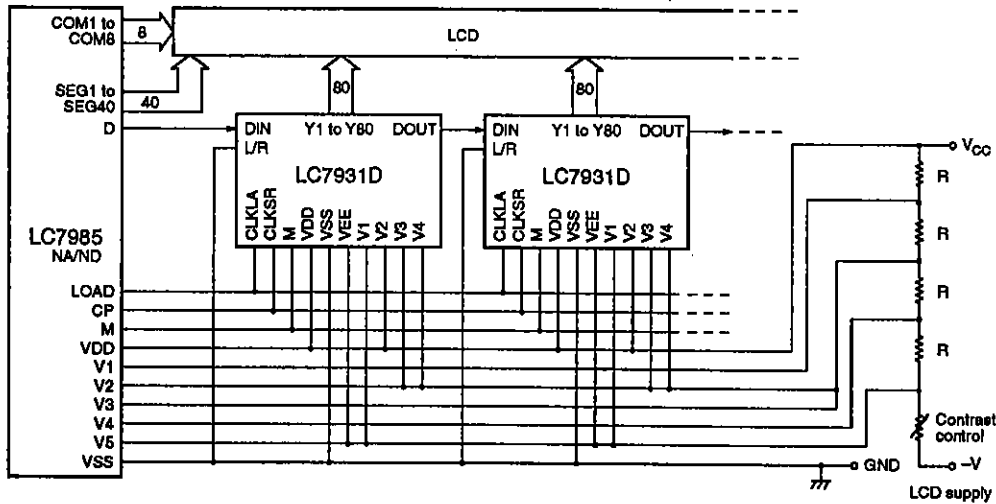 COM1 to
COM8
8
LCD
SEG1 to
SEG40
40
80
80
D
DIN
Y1 to Y80
DOUT
L/R
LC7931D
CLKLA
CLKSR
M
VDD
VSS
VEE
V1
V2
V3
V4
DIN
Y1 to Y80
DOUT
L/R
LC7931D
CLKLA
CLKSR
M
VDD
VSS
VEE
V1
V2
V3
V4
VCC
R
R
R
R
Contrast
control
–V
LCD supply
GND
LC7985
NA/ND
LOAD
CP
M
VDD
V1
V2
V3
V4
V5
VSS